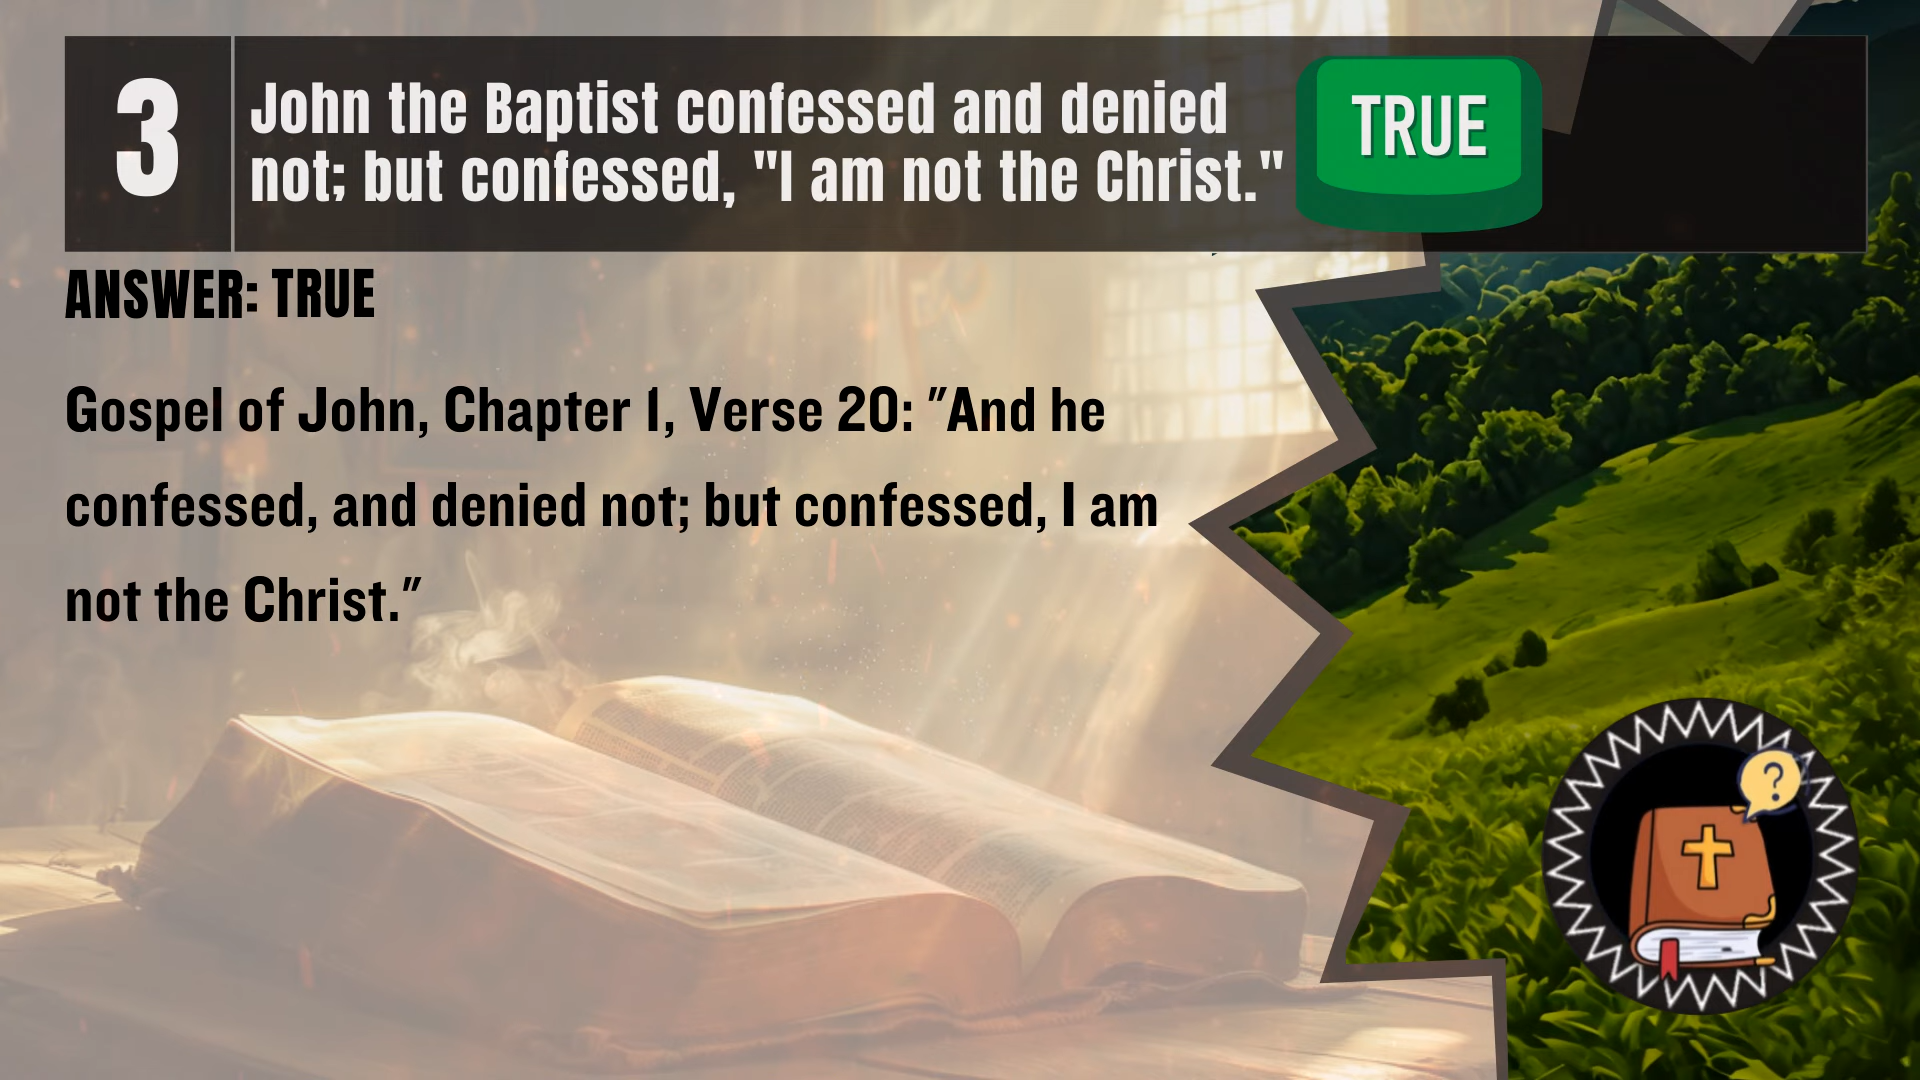 3
John the Baptist confessed and denied
not; but confessed, "I am not the Christ."
TRUE
ANSWER: TRUE
Gospel of John, Chapter 1, Verse 20: "And he
confessed, and denied not; but confessed, I am
not the Christ."
?